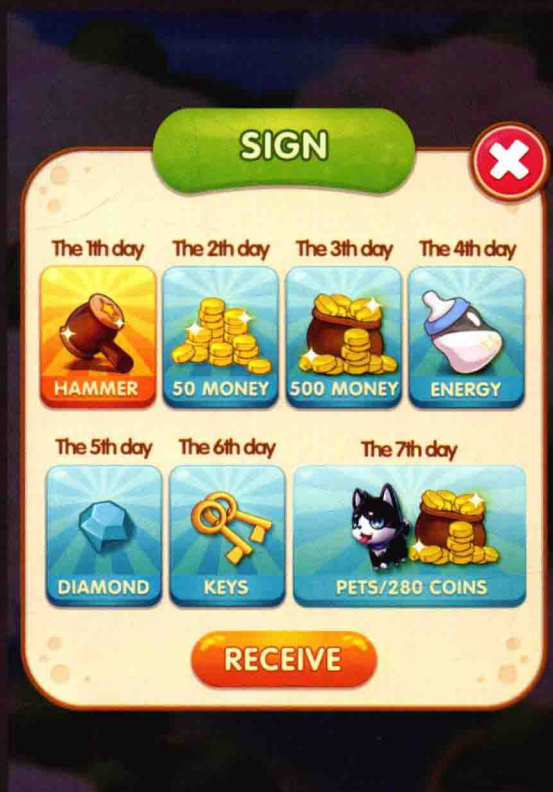 SIGN
The 1th day The 2th day The 3th day The 4th day
HAMMER 50 MONEY 500 MONEY ENERGY
The 5th day The 6th day The 7th day
DIAMOND KEYS PETS/280 COINS
RECEIVE